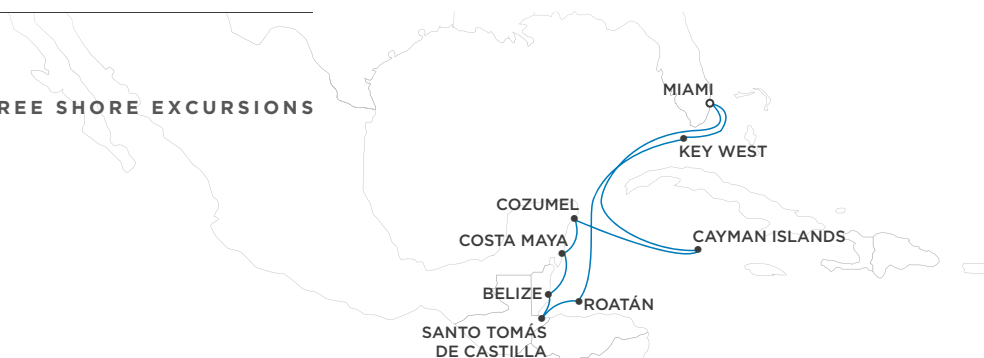 MIAMI
REE SHORE EXCURSIONS
KEY WEST
COZUMEL
CAYMAN ISLANDS
COSTA MAYA
BELIZE
ROATÁN
SANTO TOMÁS
DE CASTILLA